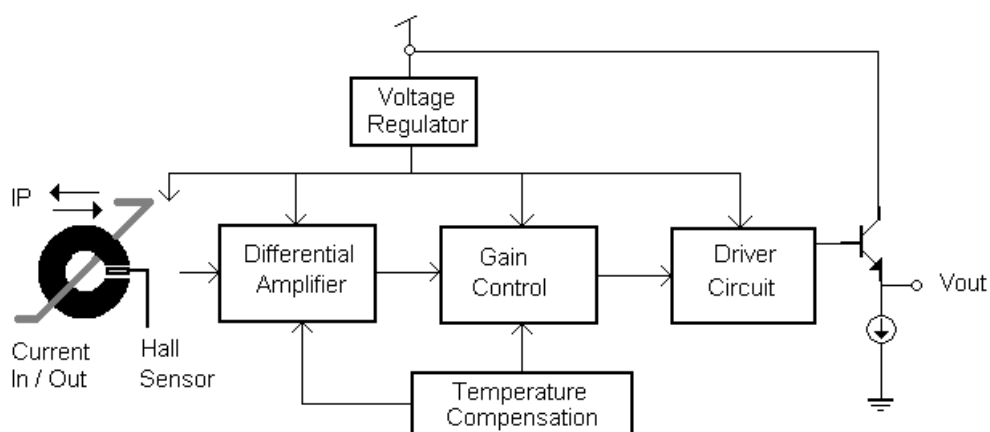 Voltage
Regulator
IP
Differential
Amplifier
Gain
Control
Driver
Circuit
Vout
Current
In / Out
Hall
Sensor
Temperature
Compensation